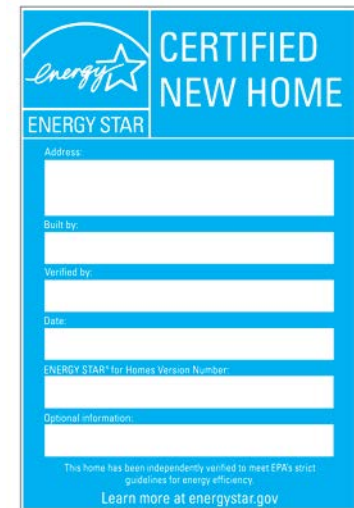 energy
ENERGY STAR
CERTIFIED
NEW HOME
Address:
Built by:
Verified by:
Date:
ENERGY STAR® for Homes Version Number:
Optional information:
This home has been independently verified to meet EPA's strict
guidelines for energy efficiency.
Learn more at energystar.gov